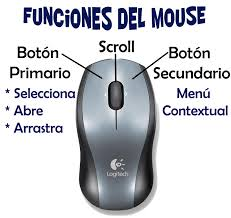 FUNCIONES DEL MOUSE
Scroll
Botón
Primario
* Selecciona
* Abre
* Arrastra
Botón
Secundario
Menú
Contextual
Logitech